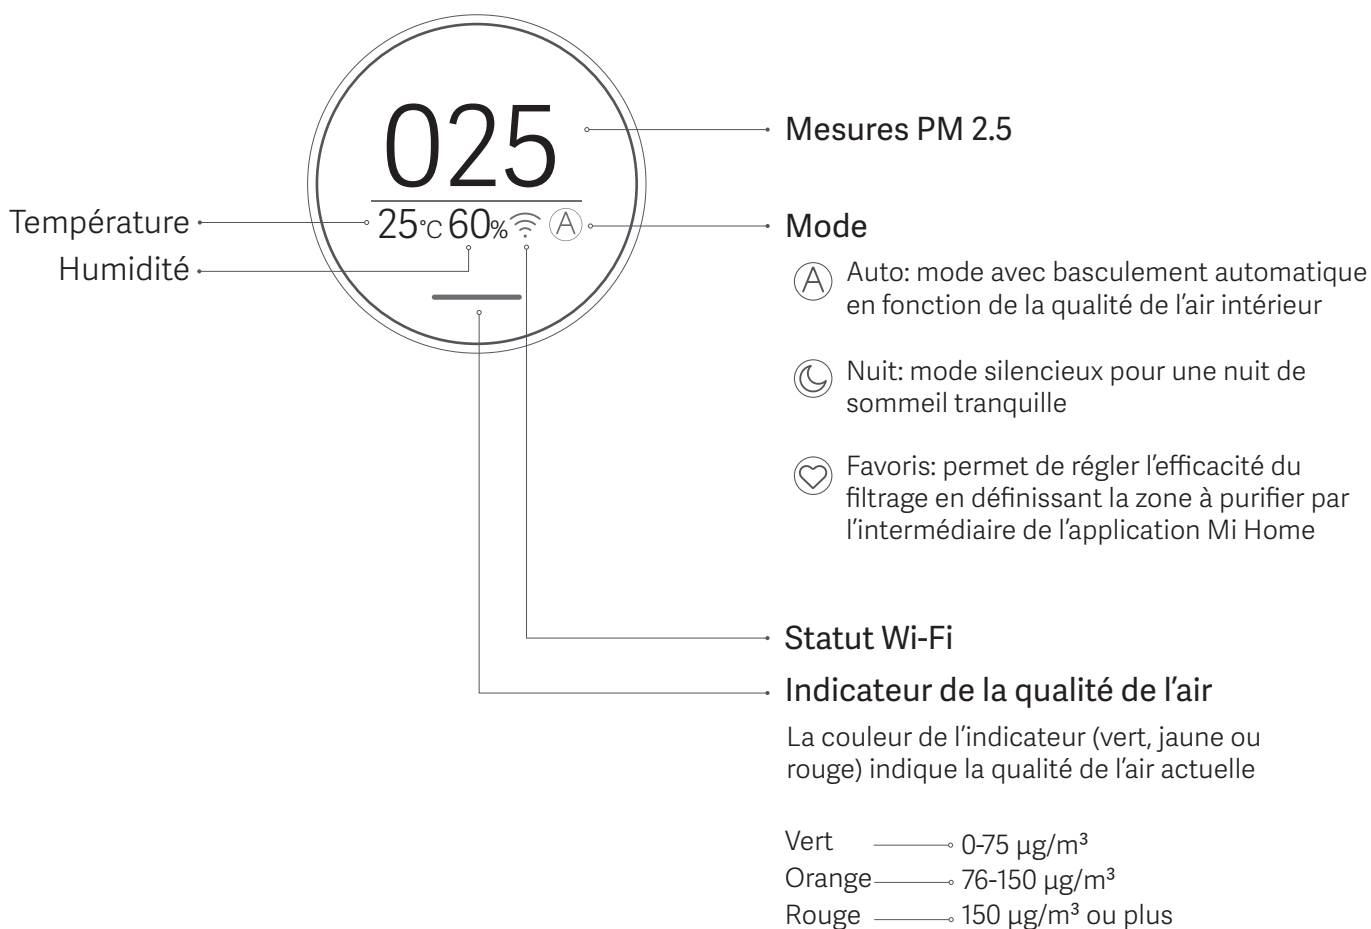 025
25°C 60% A
Température
Humidité
Mesures PM 2.5
Mode
A Auto: mode avec basculement automatique
en fonction de la qualité de l’air intérieur
Nuit: mode silencieux pour une nuit de
sommeil tranquille
Favoris: permet de régler l’efficacité du
filtrage en définissant la zone à purifier par
l’intermédiaire de l’application Mi Home
Statut Wi-Fi
Indicateur de la qualité de l’air
La couleur de l’indicateur (vert, jaune ou
rouge) indique la qualité de l’air actuelle
Vert 0-75 µg/m³
Orange 76-150 µg/m³
Rouge 150 µg/m³ ou plus